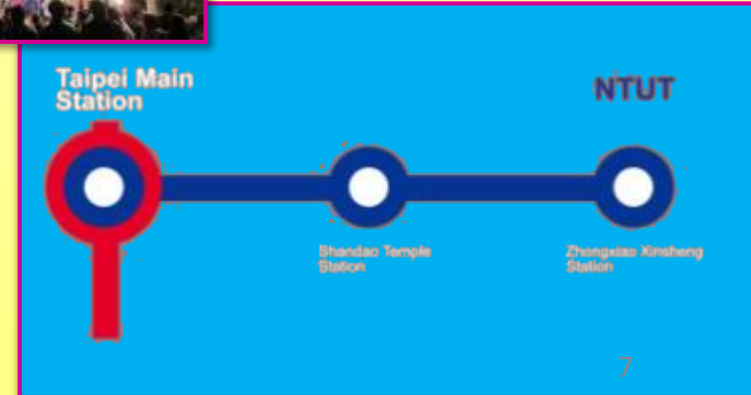 Taipei Main
Station
NTUT
Shandao Temple
Station
Zhongxiao Xinsheng
Station
7